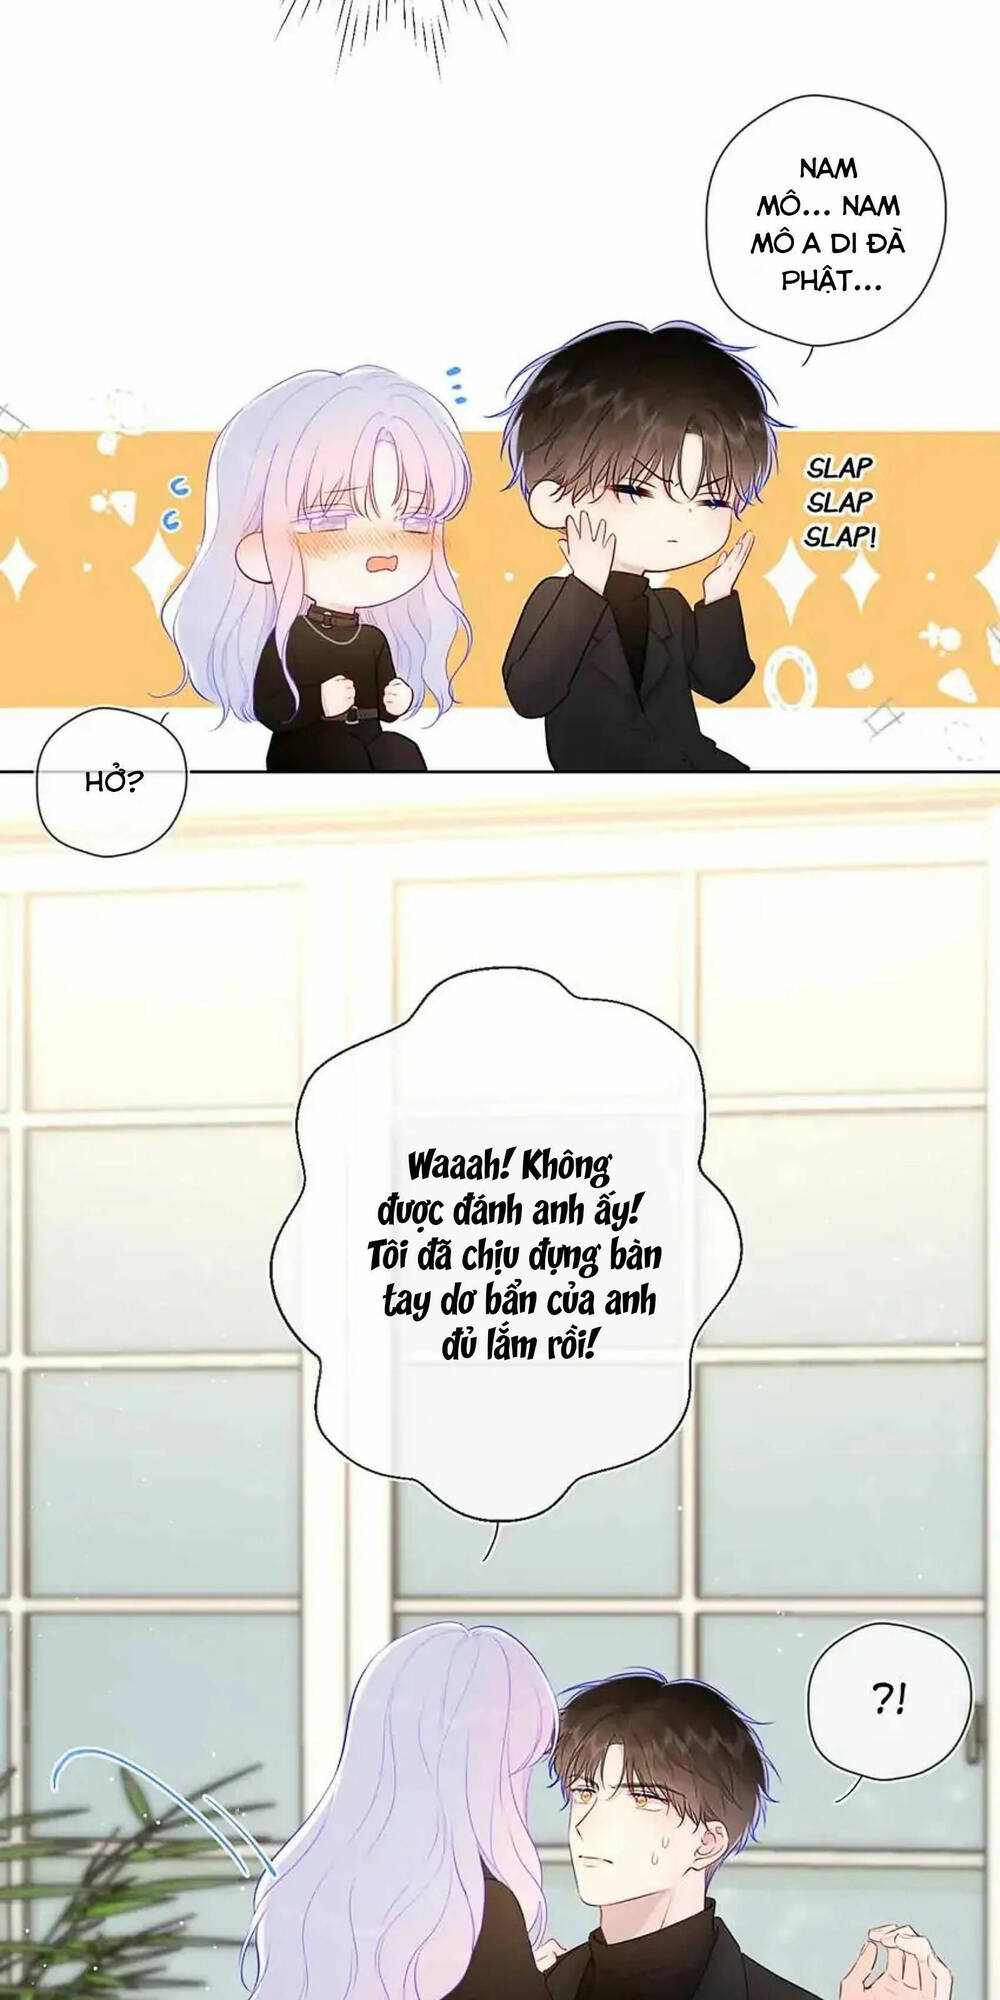 NAM
MÔ... NAM
MÔ A DI ĐÀ
PHẬT...
SLAP
SLAP
SLAP!
HỞ?
Waaah! Không
được đánh anh ấy!
Tôi đã chịu đựng bàn
tay dơ bẩn của anh
đủ lắm rồi!
?!